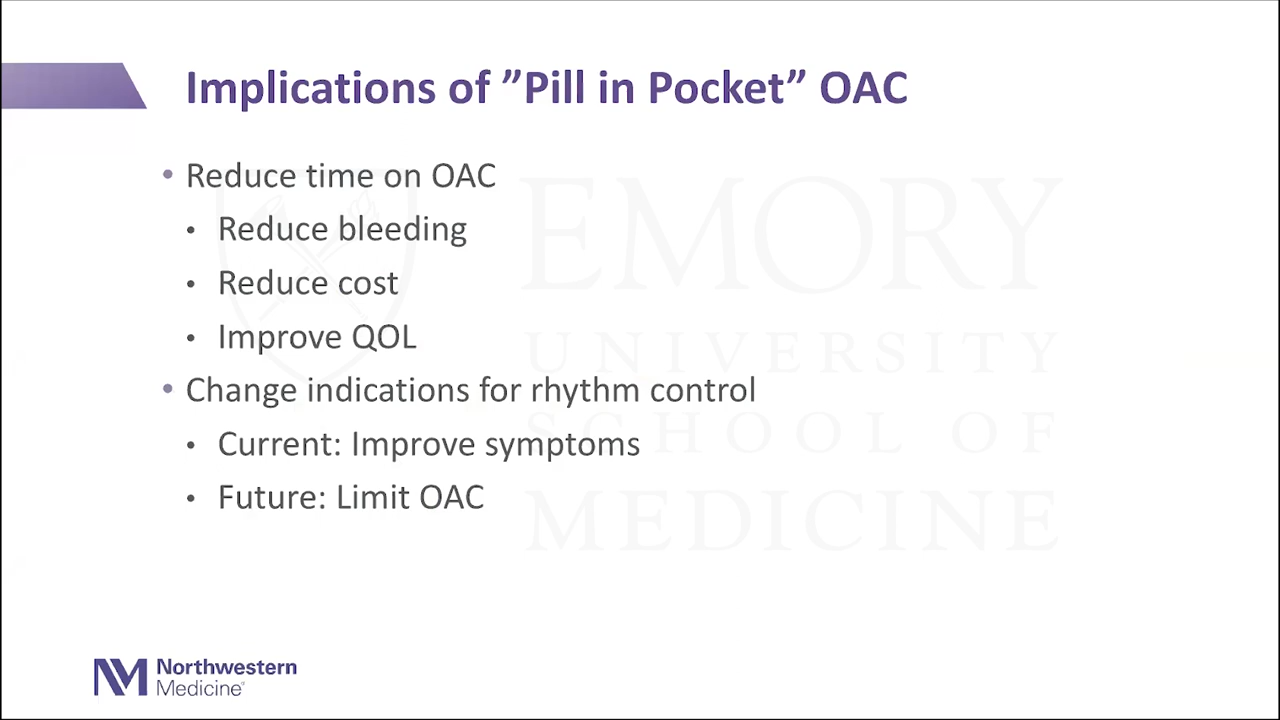 Implications of ”Pill in Pocket” OAC
• Reduce time on OAC
• Reduce bleeding
• Reduce cost
• Improve QOL
• Change indications for rhythm control
• Current: Improve symptoms
• Future: Limit OAC
EMORY
UNIVERSITY
SCHOOL OF
MEDICINE
NM Northwestern
Medicine